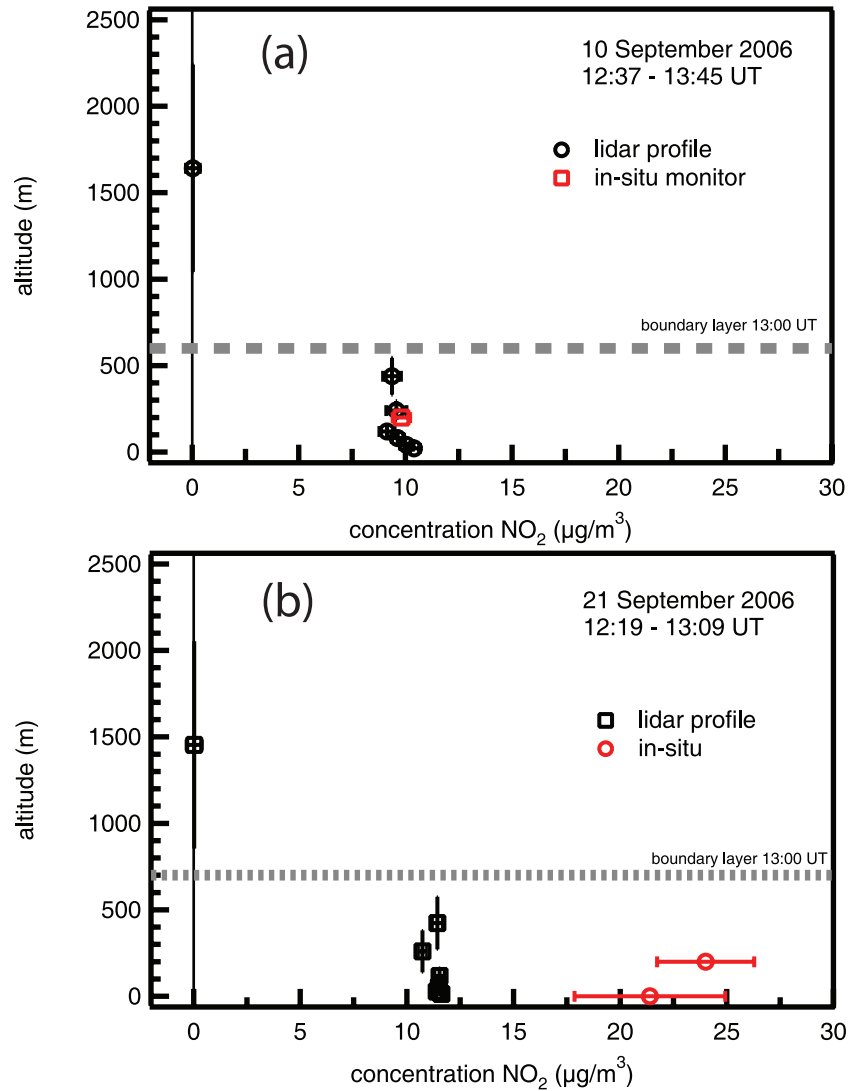 2500
(a)
10 September 2006
12:37 - 13:45 UT
2000
lidar profile
in-situ monitor
1500
altitude (m)
1000
boundary layer 13:00 UT
500
0
0 5 10 15 20 25 30
concentration NO₂ (µg/m³)
2500
(b)
21 September 2006
12:19 - 13:09 UT
2000
lidar profile
in-situ
1500
altitude (m)
1000
boundary layer 13:00 UT
500
0
0 5 10 15 20 25 30
concentration NO₂ (µg/m³)